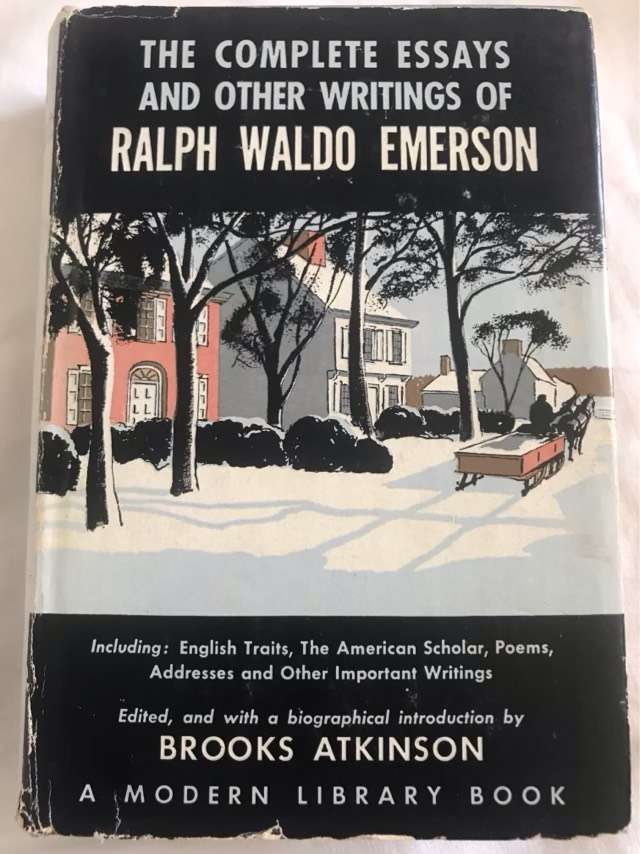 THE COMPLETE ESSAYS
AND OTHER WRITINGS OF
RALPH WALDO EMERSON
Including: English Traits, The American Scholar, Poems,
Addresses and Other Important Writings
Edited, and with a biographical introduction by
BROOKS ATKINSON
A MODERN LIBRARY BOOK